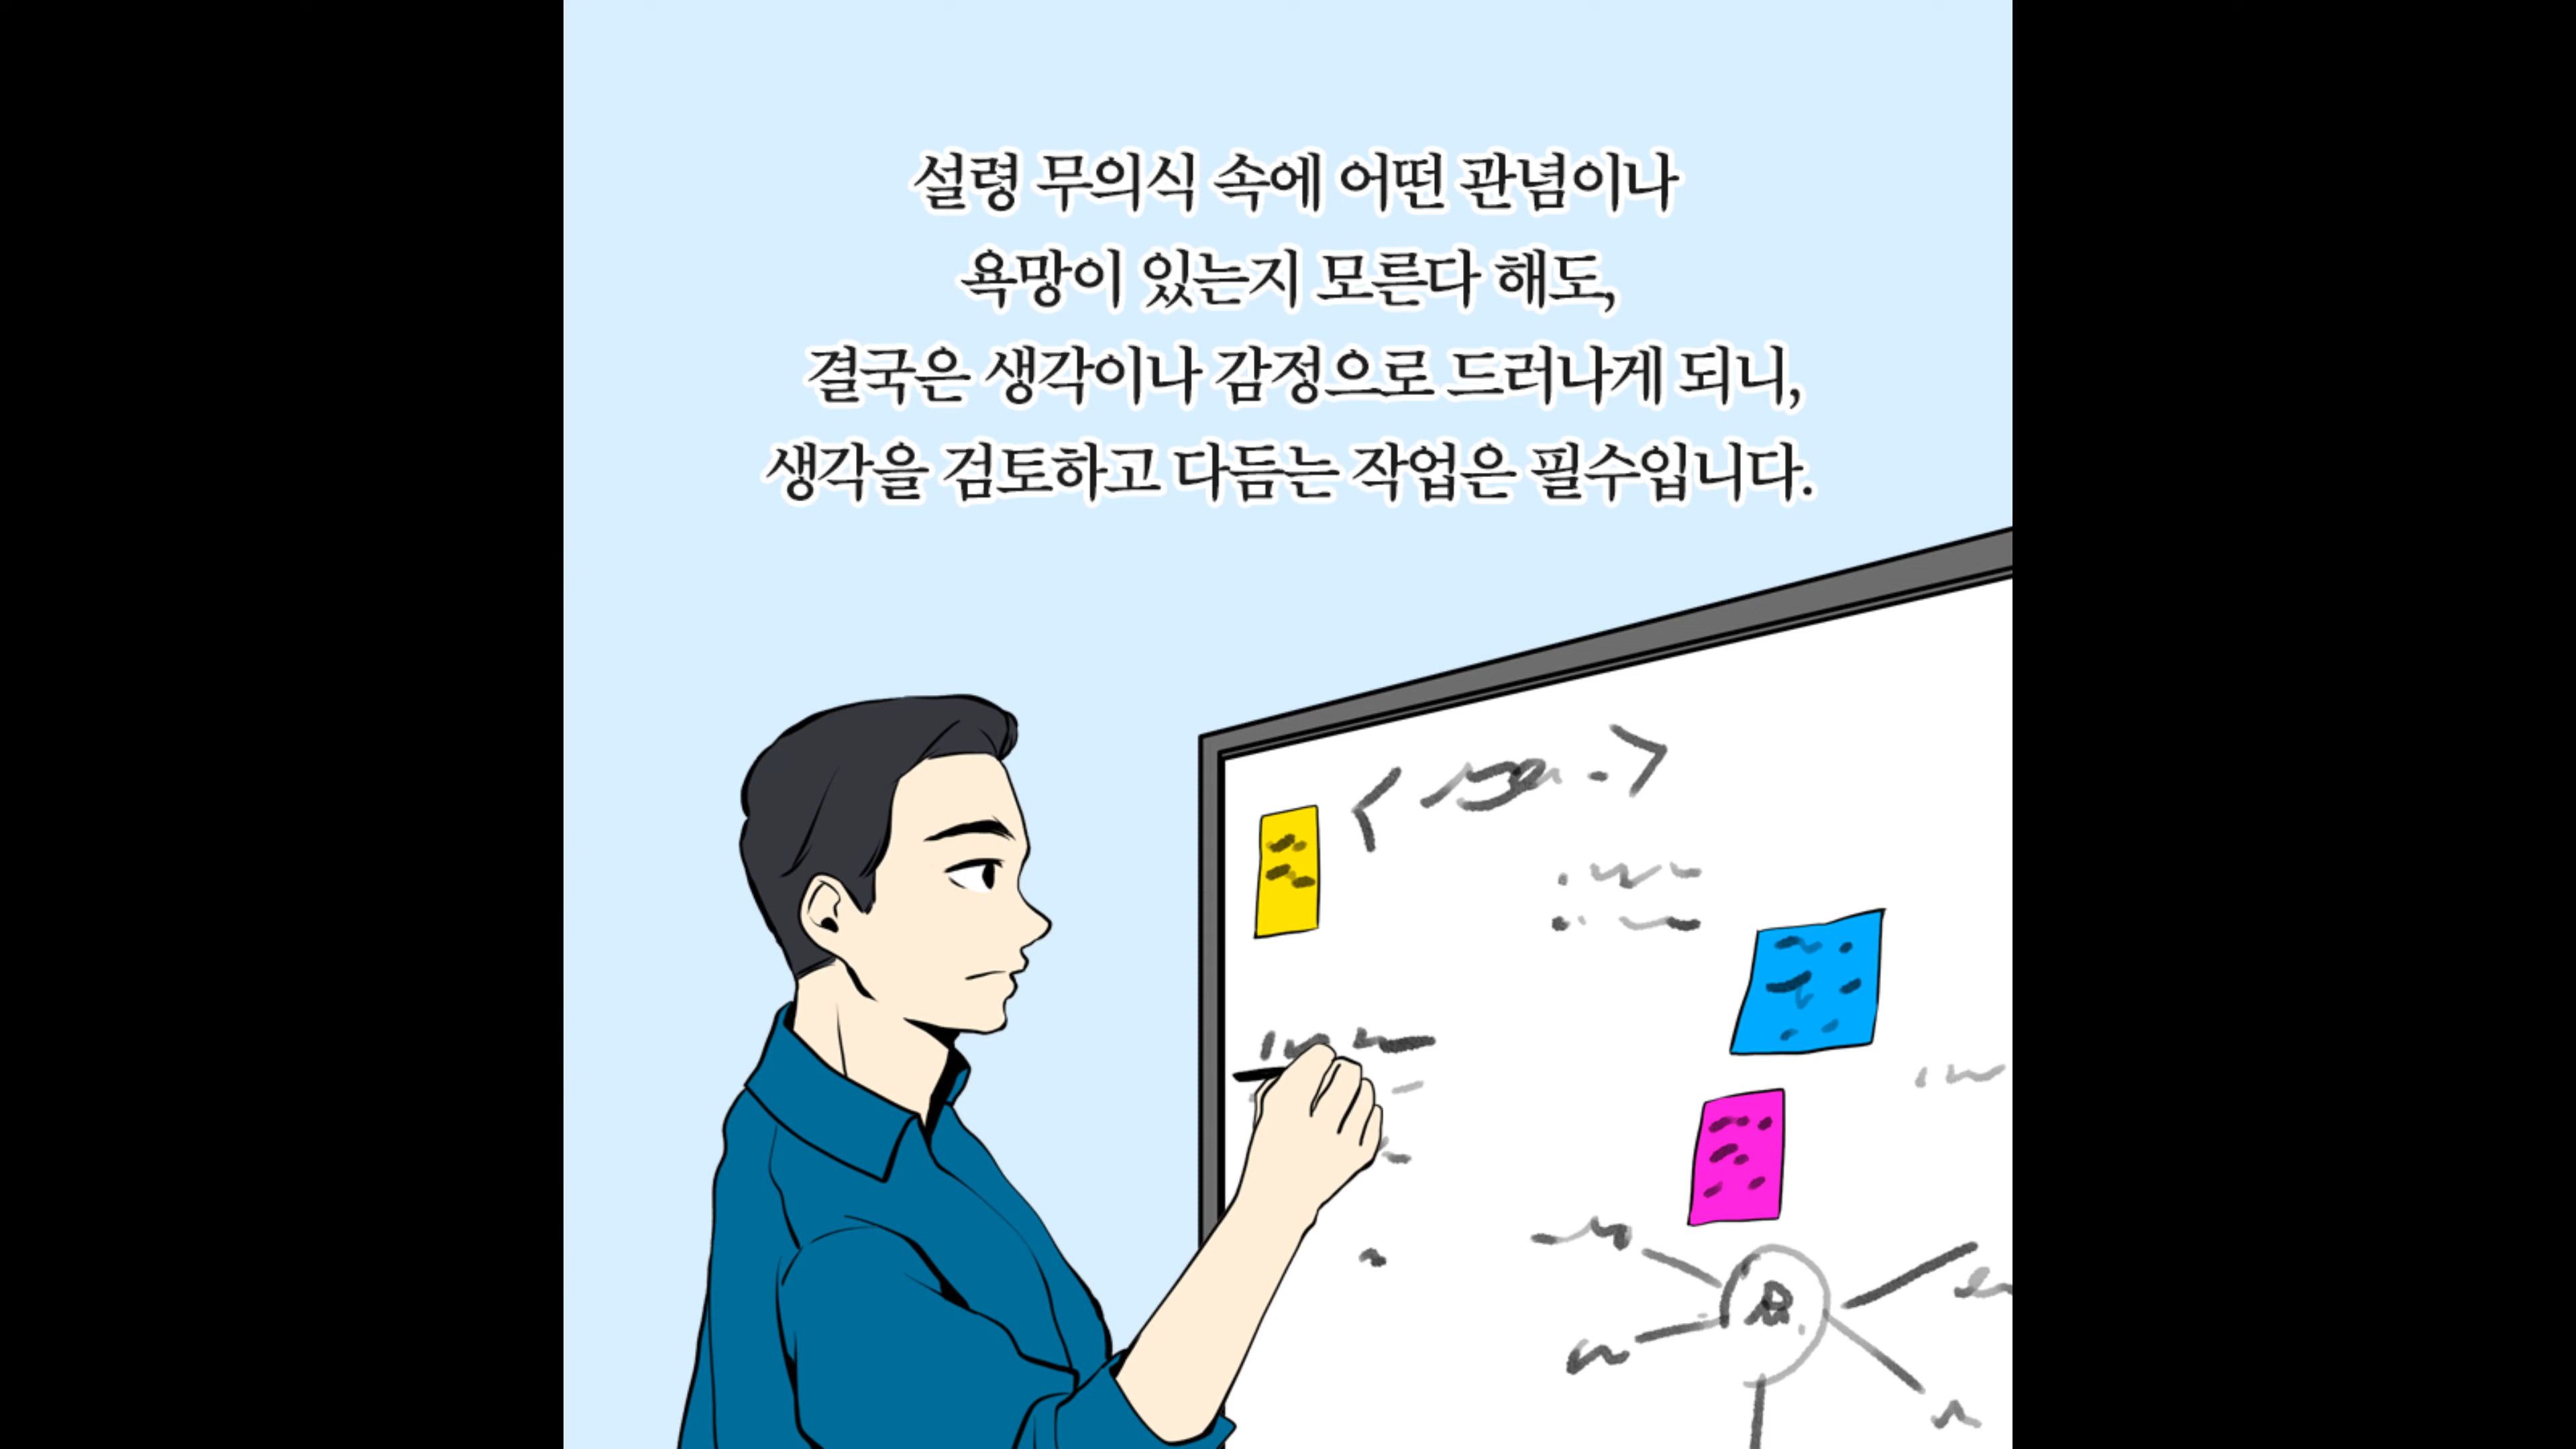 설령 무의식 속에 어떤 관념이나
욕망이 있는지 모른다 해도,
결국은 생각이나 감정으로 드러나게 되니,
생각을 검토하고 다듬는 작업은 필수입니다.